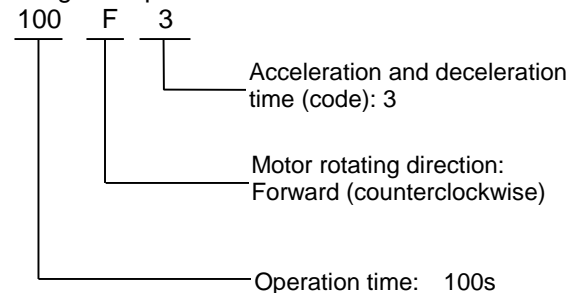 100 F 3
Acceleration and deceleration
time (code): 3
Motor rotating direction:
Forward (counterclockwise)
Operation time: 100s